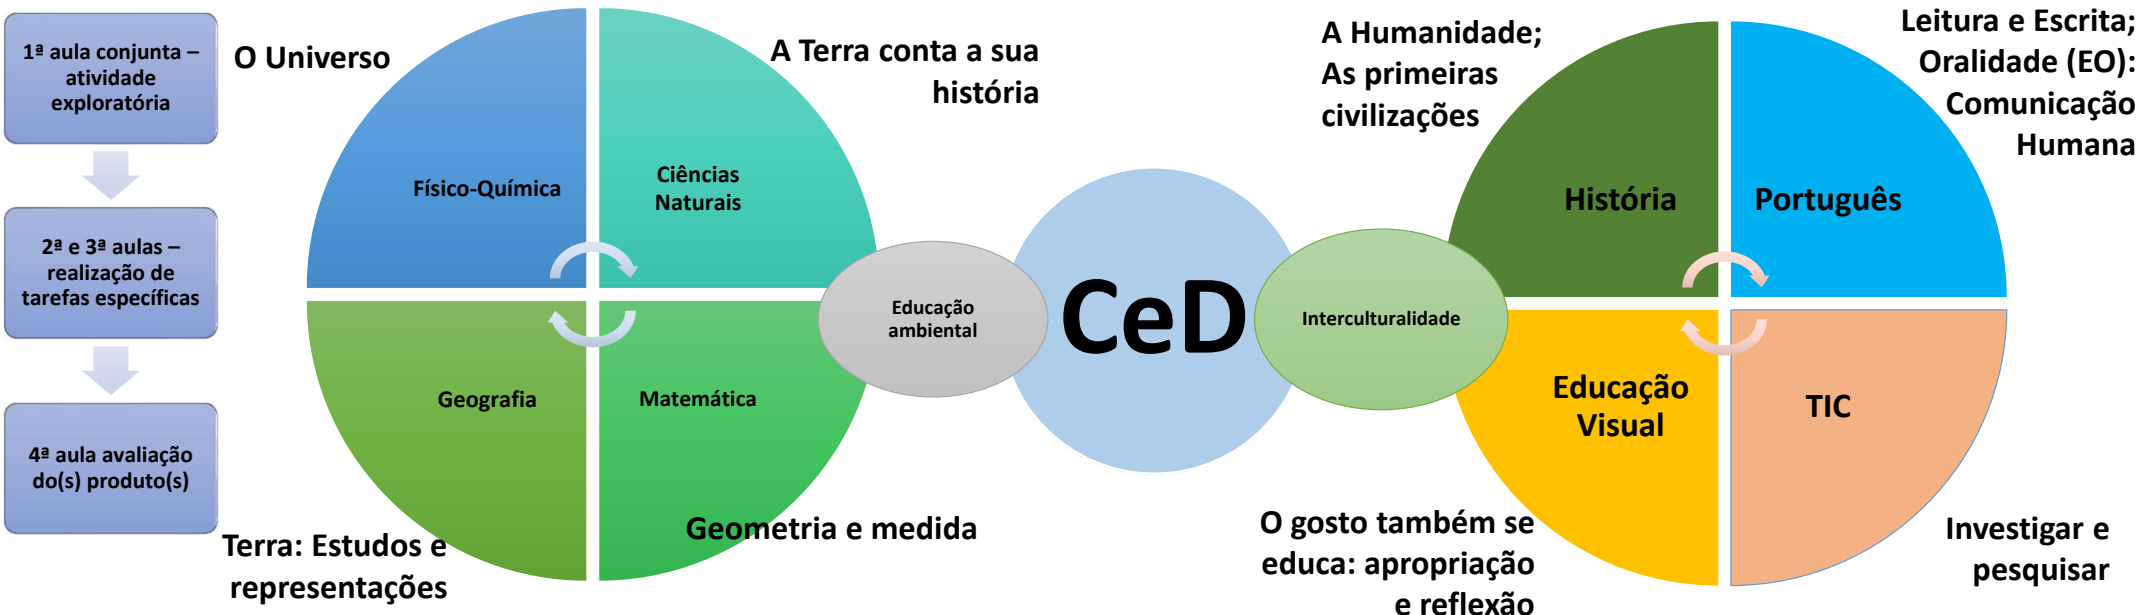 1ª aula conjunta –
atividade
exploratória
2ª e 3ª aulas –
realização de
tarefas específicas
4ª aula avaliação
do(s) produto(s)
O Universo
A Terra conta a sua
história
Físico-Química
Ciências
Naturais
Geografia
Matemática
Terra: Estudos e
representações
Geometria e medida
Educação
ambiental
CeD
Interculturalidade
A Humanidade;
As primeiras
civilizações
Leitura e Escrita;
Oralidade (EO):
Comunicação
Humana
História
Português
Educação
Visual
TIC
O gosto também se
educa: apropriação
e reflexão
Investigar e
pesquisar